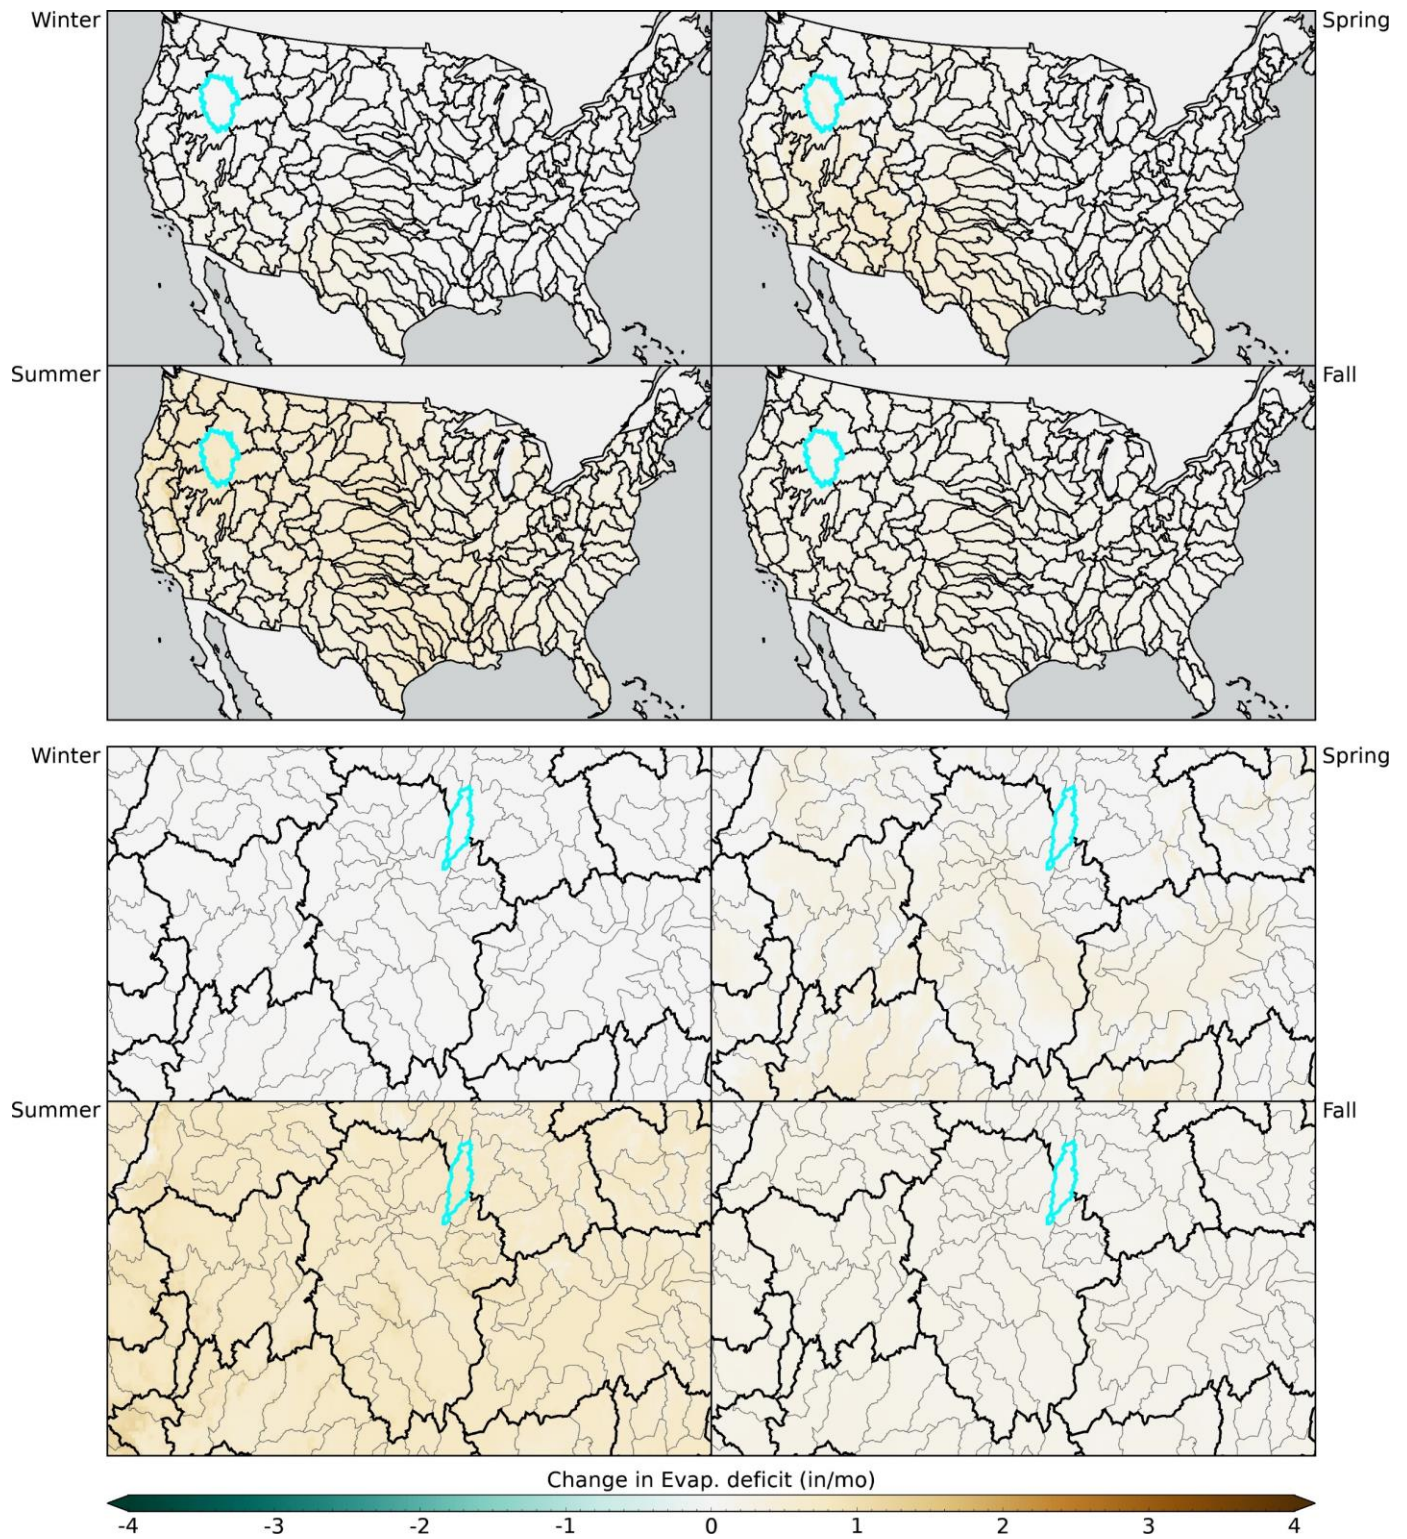 Winter
Spring
Summer
Fall
Winter
Spring
Summer
Fall
Change in Evap. deficit (in/mo)
-4 -3 -2 -1 0 1 2 3 4